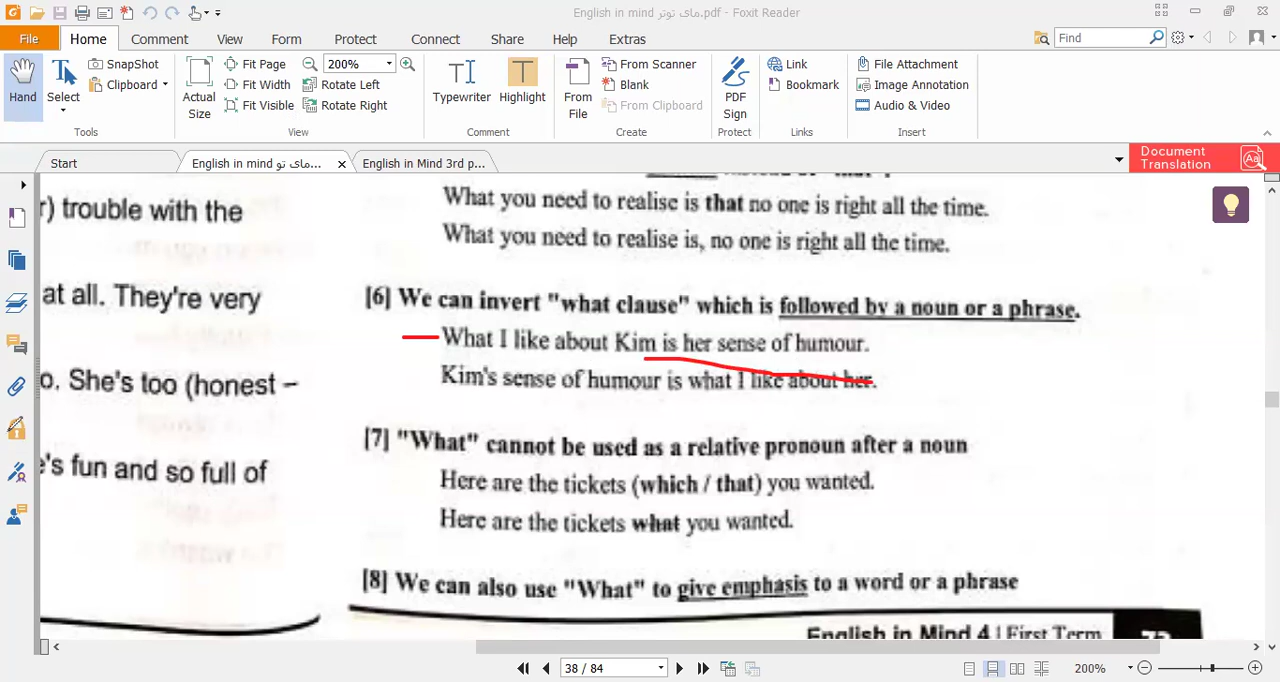 English in mind ماى توتر.pdf - Foxit Reader
File Home Comment View Form Protect Connect Share Help Extras
Find
Hand
Select
SnapShot
Clipboard
Tools
Actual Size
Fit Page
Fit Width
Fit Visible
200%
Rotate Left
Rotate Right
View
Typewriter
Highlight
Comment
From File
From Scanner
Blank
From Clipboard
Create
PDF Sign
Protect
Link
Bookmark
Links
File Attachment
Image Annotation
Audio & Video
Insert
Start
English in mind ماى تو...
English in Mind 3rd p...
Document Translation
r) trouble with the
at all. They're very
o. She's too (honest –
e's fun and so full of
What you need to realise is that no one is right all the time.
What you need to realise is, no one is right all the time.
[6] We can invert "what clause" which is followed by a noun or a phrase.
What I like about Kim is her sense of humour.
Kim's sense of humour is what I like about her.
[7] "What" cannot be used as a relative pronoun after a noun
Here are the tickets (which / that) you wanted.
Here are the tickets what you wanted.
[8] We can also use "What" to give emphasis to a word or a phrase
English in Mind 4 | First Term
38 / 84
200%